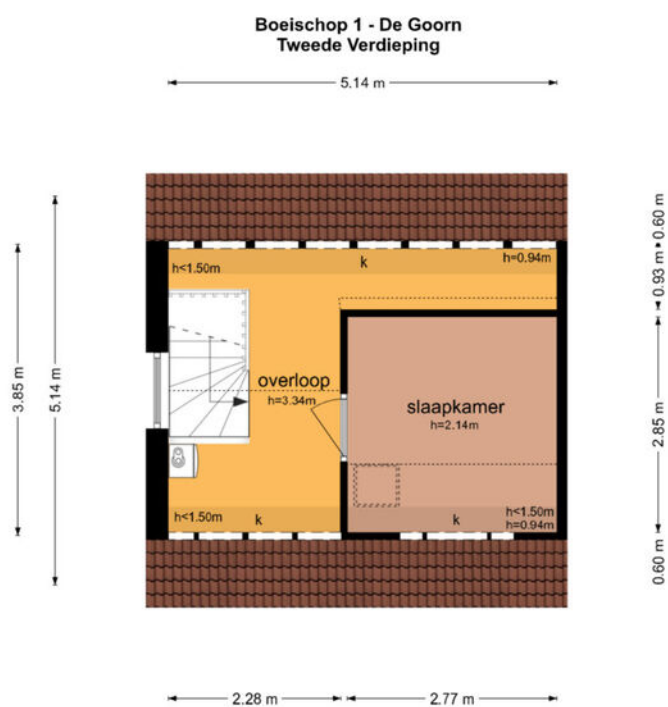 Boeischop 1 - De Goorn
Tweede Verdieping
5.14 m
h<1.50m
k
h=0.94m
0.93 m
0.60 m
3.85 m
5.14 m
overloop
h=3.34m
slaapkamer
h=2.14m
2.85 m
h<1.50m
k
k
h<1.50m
h=0.94m
0.60 m
2.28 m
2.77 m